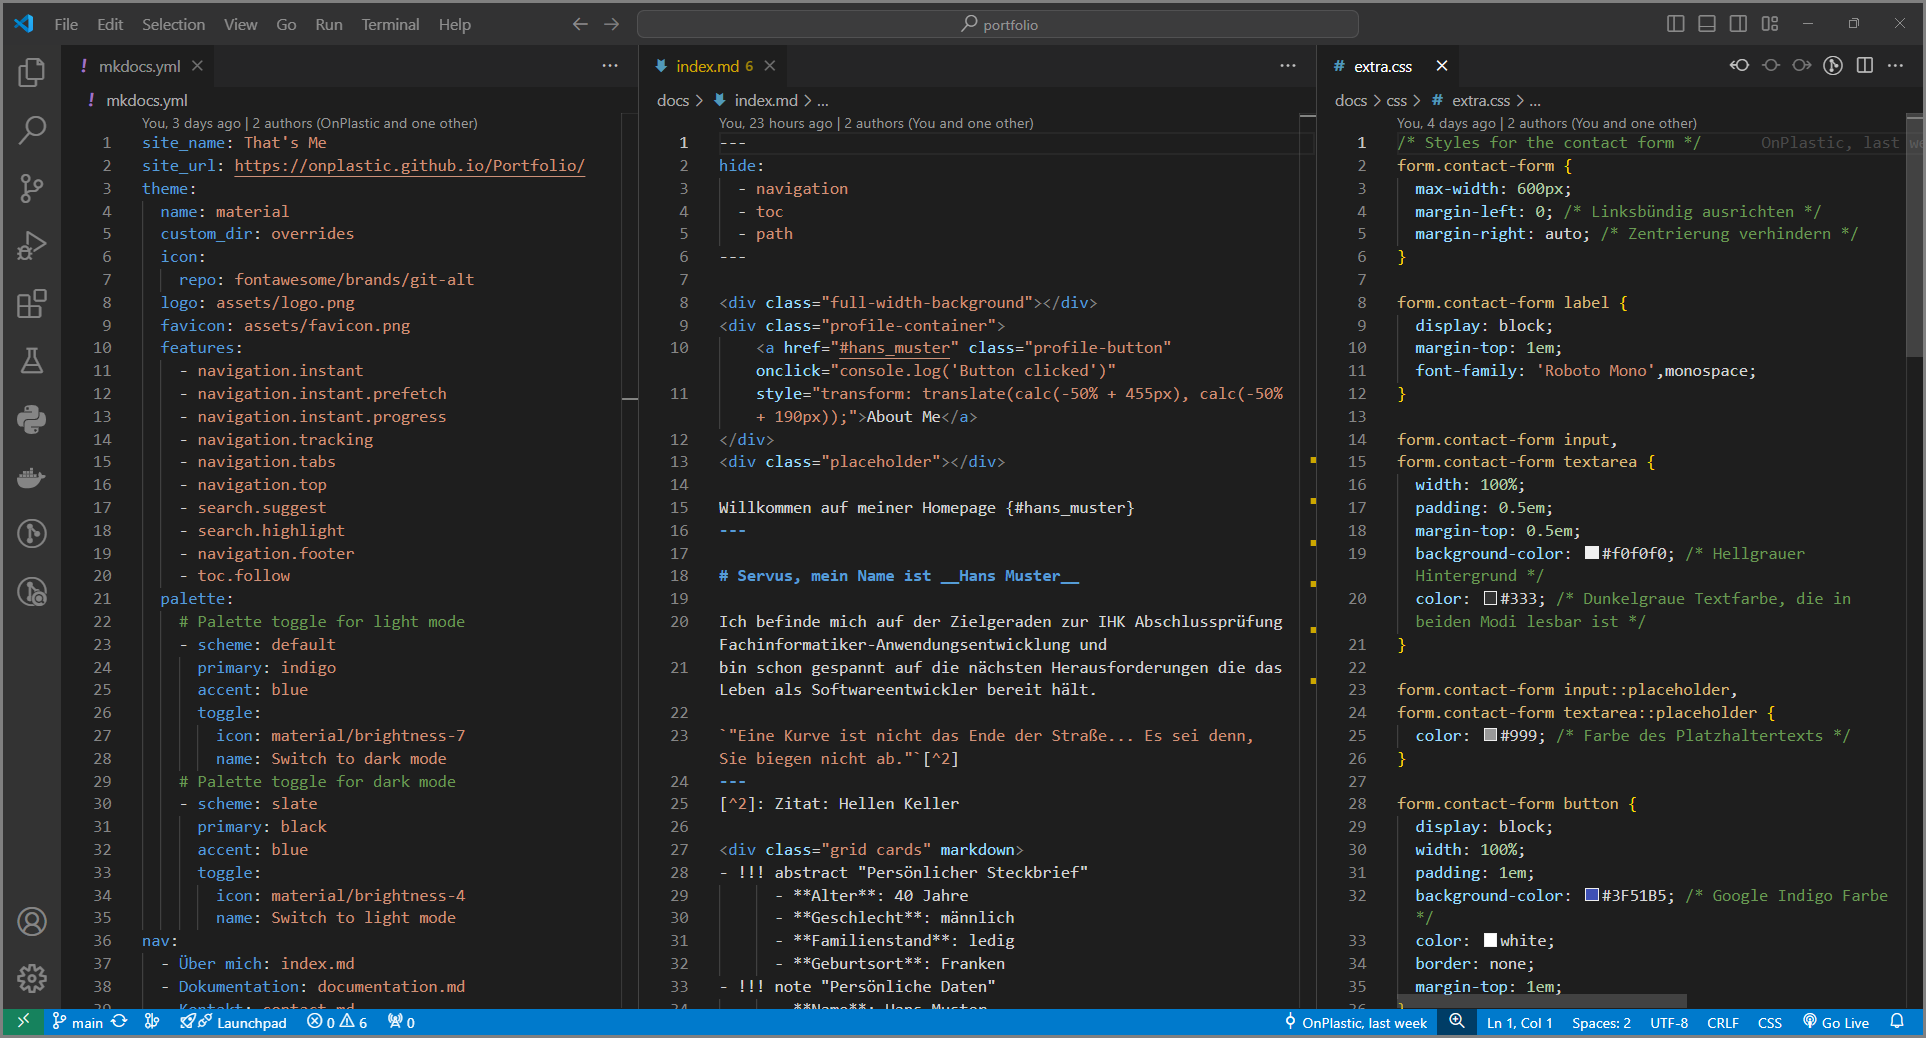 File Edit Selection View Go Run Terminal Help
portfolio
mkdocs.yml
mkdocs.yml
You, 3 days ago | 2 authors (OnPlastic and one other)
1 site_name: That's Me
2 site_url: https://onplastic.github.io/Portfolio/
3 theme:
4 name: material
5 custom_dir: overrides
6 icon:
7 repo: fontawesome/brands/git-alt
8 logo: assets/logo.png
9 favicon: assets/favicon.png
10 features:
11 - navigation.instant
12 - navigation.instant.prefetch
13 - navigation.instant.progress
14 - navigation.tracking
15 - navigation.tabs
16 - navigation.top
17 - search.suggest
18 - search.highlight
19 - navigation.footer
20 - toc.follow
21 palette:
22 # Palette toggle for light mode
23 - scheme: default
24 primary: indigo
25 accent: blue
26 toggle:
27 icon: material/brightness-7
28 name: Switch to dark mode
29 # Palette toggle for dark mode
30 - scheme: slate
31 primary: black
32 accent: blue
33 toggle:
34 icon: material/brightness-4
35 name: Switch to light mode
36 nav:
37 - Über mich: index.md
38 - Dokumentation: documentation.md
39 - Kontakt: contact.md
index.md 6
docs > index.md > ...
You, 23 hours ago | 2 authors (You and one other)
1 ---
2 hide:
3 - navigation
4 - toc
5 - path
6 ---
7
8 <div class="full-width-background"></div>
9 <div class="profile-container">
10 <a href="#hans_muster" class="profile-button"
onclick="console.log('Button clicked')"
11 style="transform: translate(calc(-50% + 455px), calc(-50%
+ 190px));">About Me</a>
12 </div>
13 <div class="placeholder"></div>
14
15 Willkommen auf meiner Homepage {#hans_muster}
16 ---
17
18 # Servus, mein Name ist __Hans Muster__
19
20 Ich befinde mich auf der Zielgeraden zur IHK Abschlussprüfung
Fachinformatiker-Anwendungsentwicklung und
21 bin schon gespannt auf die nächsten Herausforderungen die das
Leben als Softwareentwickler bereit hält.
22
23 `"Eine Kurve ist nicht das Ende der Straße... Es sei denn,
Sie biegen nicht ab."`[^2]
24 ---
25 [^2]: Zitat: Hellen Keller
26
27 <div class="grid cards" markdown>
28 - !!! abstract "Persönlicher Steckbrief"
29 - **Alter**: 40 Jahre
30 - **Geschlecht**: männlich
31 - **Familienstand**: ledig
32 - **Geburtsort**: Franken
33 - !!! note "Persönliche Daten"
34 - **Name**: Hans Muster
extra.css
docs > css > extra.css > ...
You, 4 days ago | 2 authors (You and one other)
1 /* Styles for the contact form */ OnPlastic, last we
2 form.contact-form {
3 max-width: 600px;
4 margin-left: 0; /* Linksbündig ausrichten */
5 margin-right: auto; /* Zentrierung verhindern */
6 }
7
8 form.contact-form label {
9 display: block;
10 margin-top: 1em;
11 font-family: 'Roboto Mono',monospace;
12 }
13
14 form.contact-form input,
15 form.contact-form textarea {
16 width: 100%;
17 padding: 0.5em;
18 margin-top: 0.5em;
19 background-color: #f0f0f0; /* Hellgrauer
Hintergrund */
20 color: #333; /* Dunkelgraue Textfarbe, die in
beiden Modi lesbar ist */
21 }
22
23 form.contact-form input::placeholder,
24 form.contact-form textarea::placeholder {
25 color: #999; /* Farbe des Platzhaltertexts */
26 }
27
28 form.contact-form button {
29 display: block;
30 width: 100%;
31 padding: 1em;
32 background-color: #3F51B5; /* Google Indigo Farbe
*/
33 color: white;
34 border: none;
35 margin-top: 1em;
36 }
main Launchpad 0 6 0 OnPlastic, last week Ln 1, Col 1 Spaces: 2 UTF-8 CRLF CSS Go Live